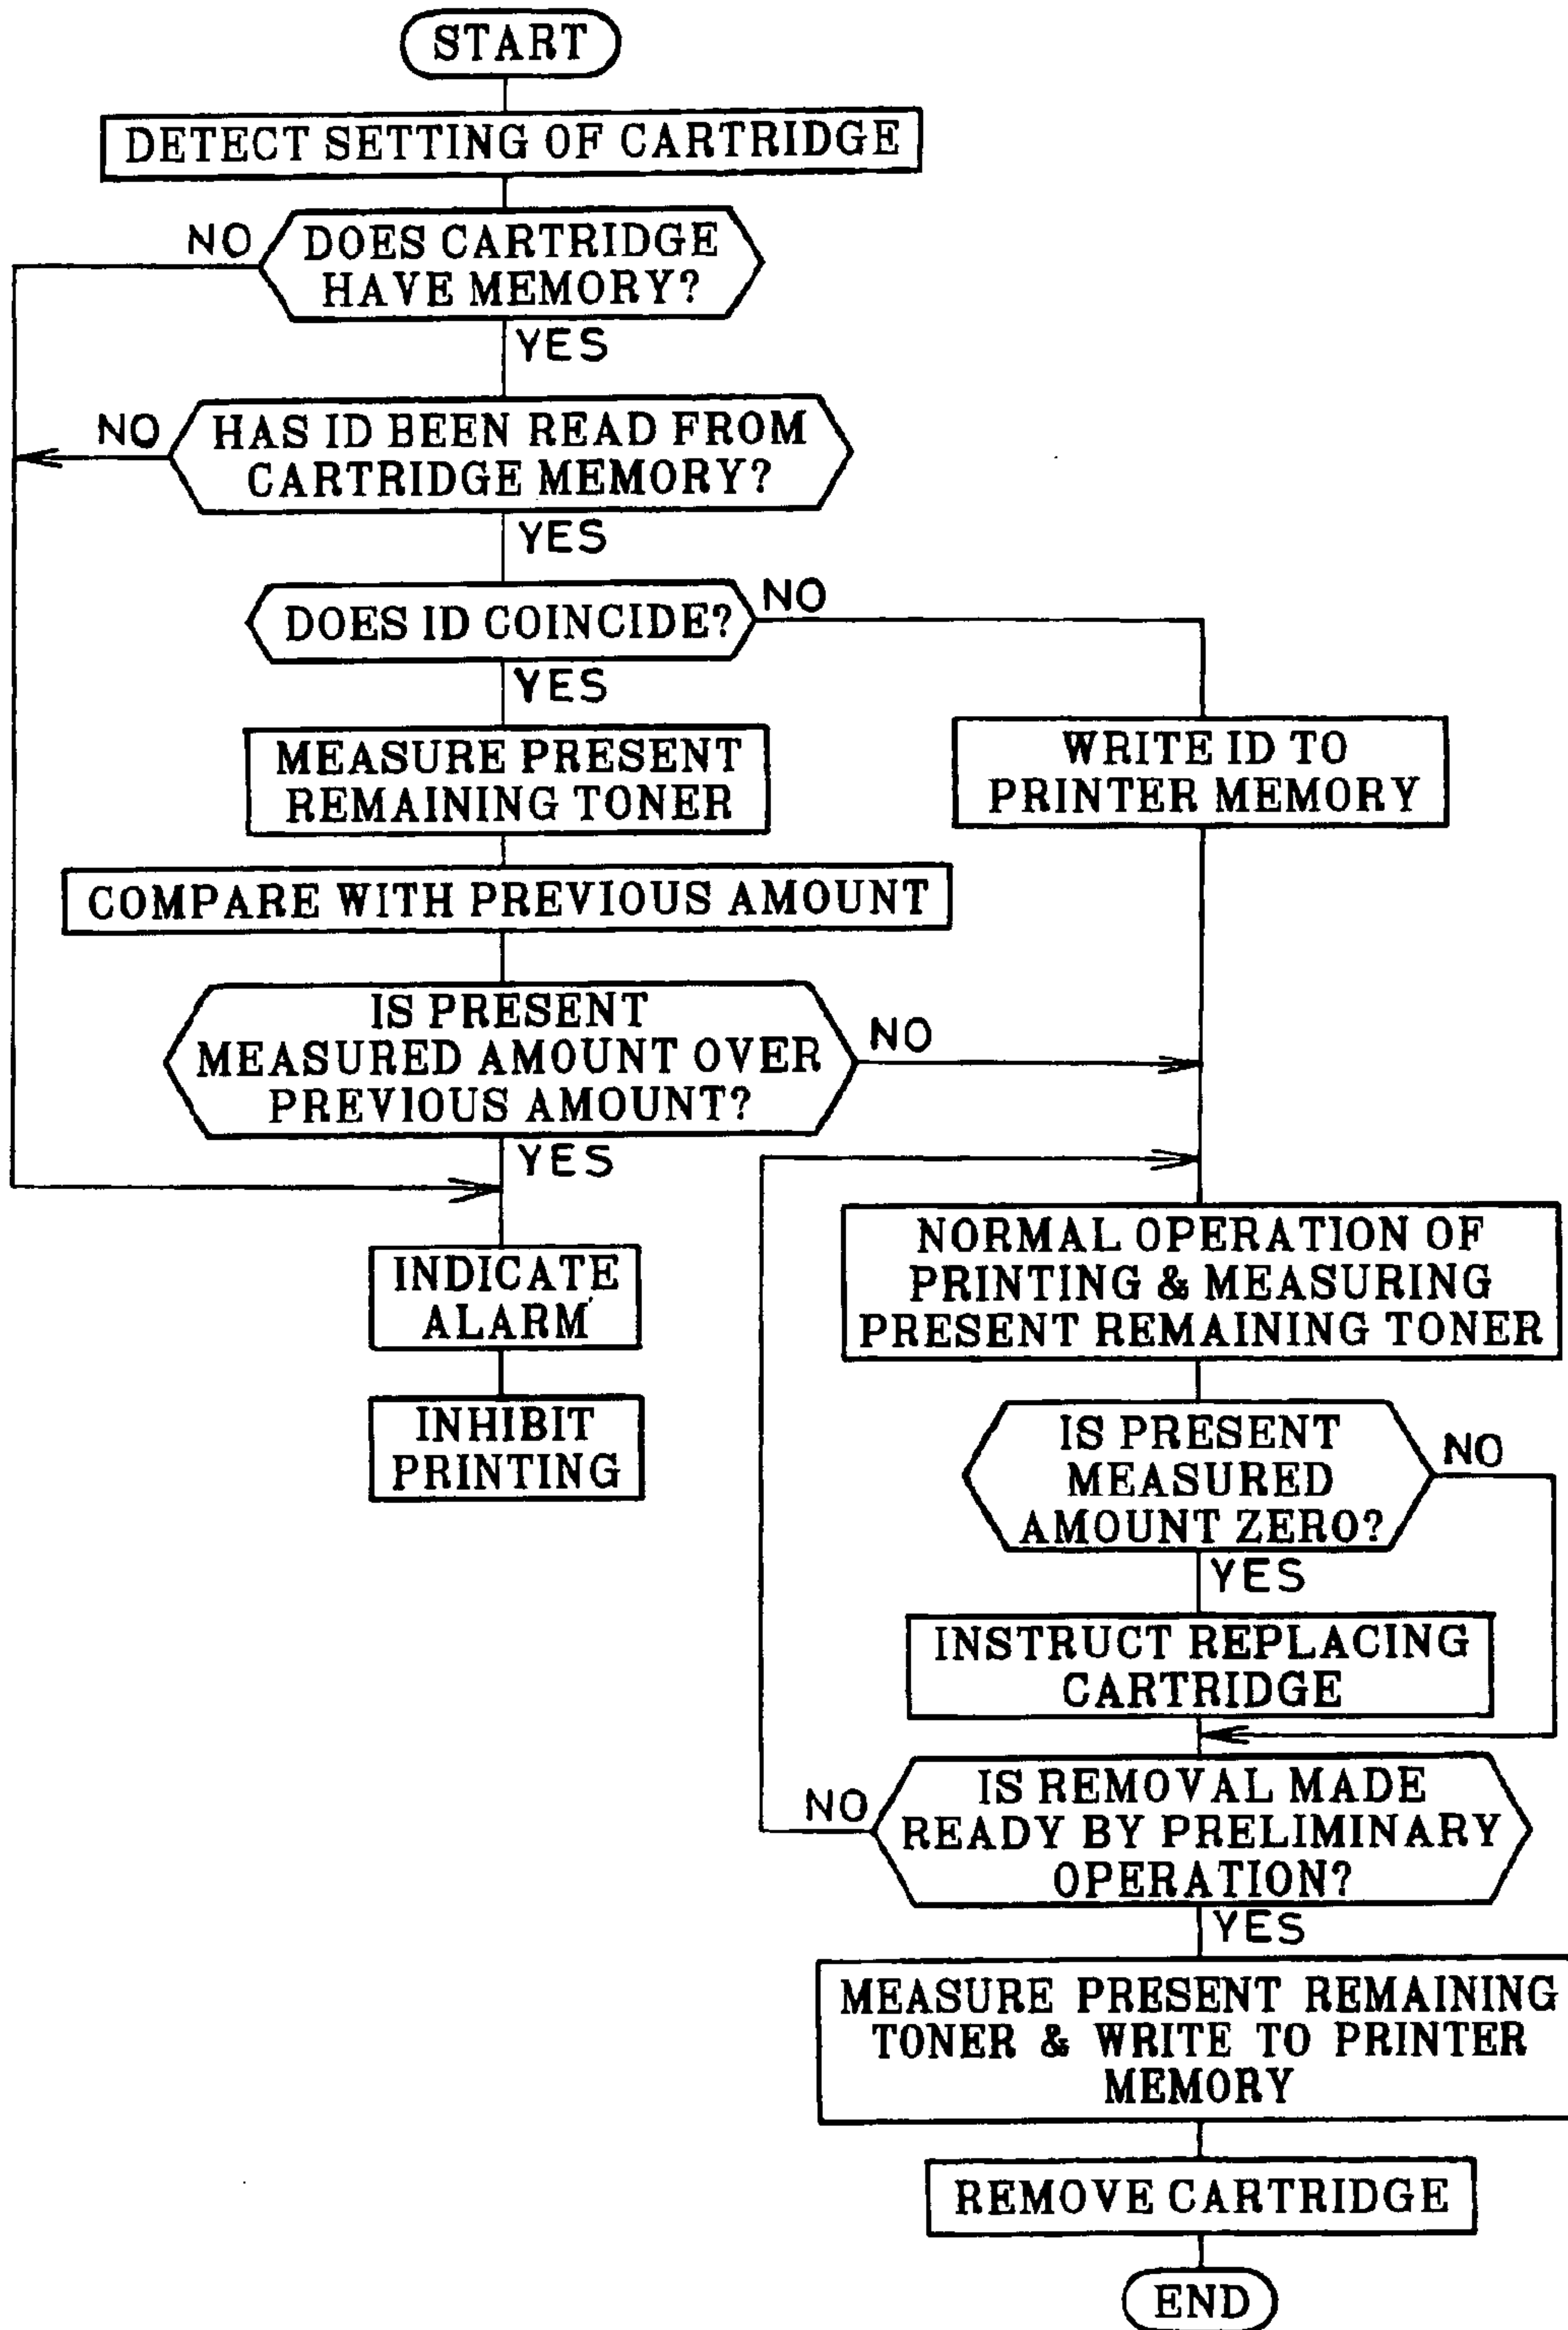 START
DETECT SETTING OF CARTRIDGE
NO
DOES CARTRIDGE
HAVE MEMORY?
YES
NO
HAS ID BEEN READ FROM
CARTRIDGE MEMORY?
YES
DOES ID COINCIDE?
NO
YES
MEASURE PRESENT
REMAINING TONER
WRITE ID TO
PRINTER MEMORY
COMPARE WITH PREVIOUS AMOUNT
IS PRESENT
MEASURED AMOUNT OVER
PREVIOUS AMOUNT?
NO
YES
INDICATE
ALARM
INHIBIT
PRINTING
NORMAL OPERATION OF
PRINTING & MEASURING
PRESENT REMAINING TONER
IS PRESENT
MEASURED
AMOUNT ZERO?
NO
YES
INSTRUCT REPLACING
CARTRIDGE
NO
IS REMOVAL MADE
READY BY PRELIMINARY
OPERATION?
YES
MEASURE PRESENT REMAINING
TONER & WRITE TO PRINTER
MEMORY
REMOVE CARTRIDGE
END